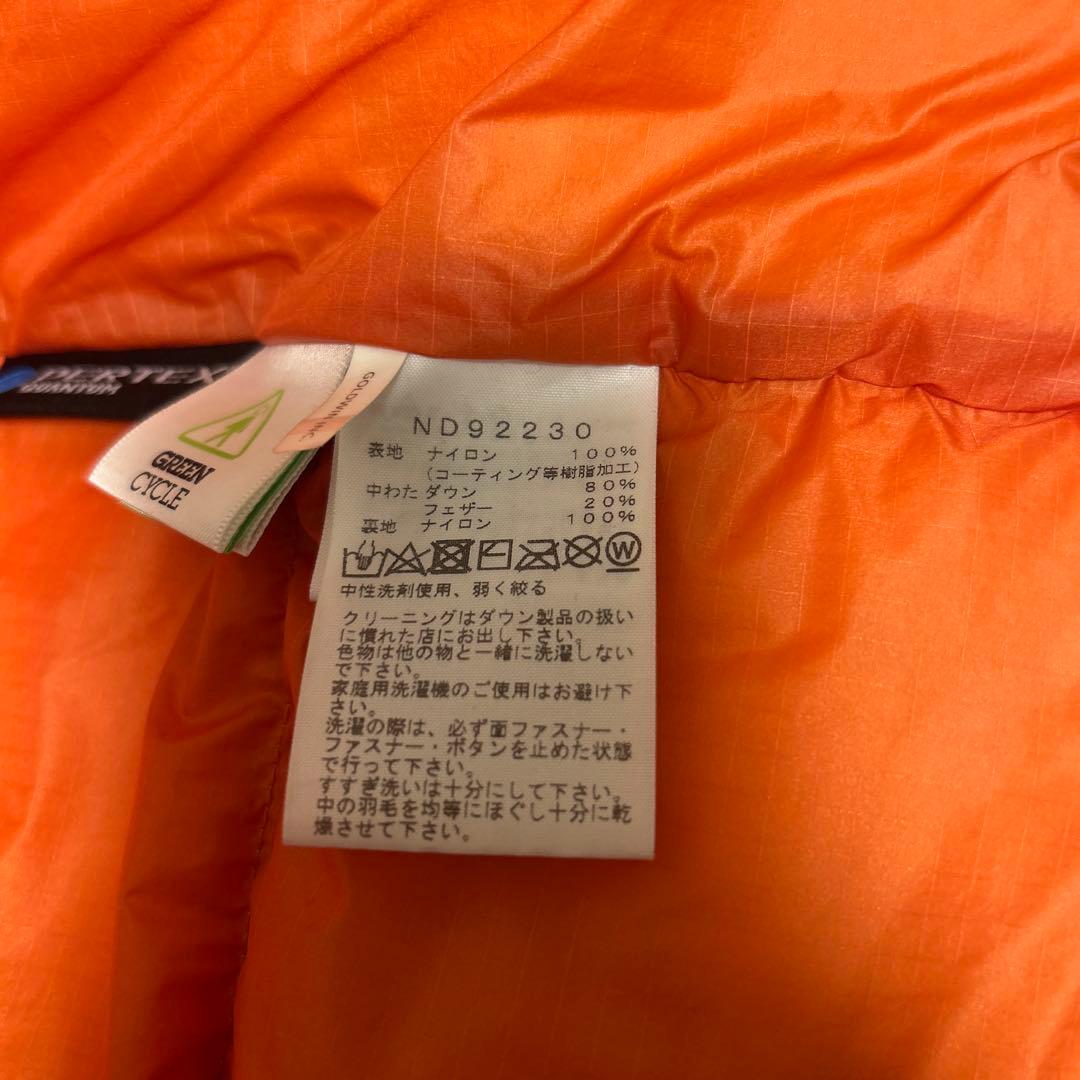 PERTEX
QUANTUM
GREEN
CYCLE
GOLDWIN INC.
ND92230
表地 ナイロン 100%
(コーティング等樹脂加工)
中わた ダウン 80%
フェザー 20%
裏地 ナイロン 100%
W
中性洗剤使用、弱く絞る
クリーニングはダウン製品の扱い
に慣れた店にお出し下さい。
色物は他の物と一緒に洗濯しない
で下さい。
家庭用洗濯機のご使用はお避け下
さい。
洗濯の際は、必ず面ファスナー・
ファスナー・ボタンを止めた状態
で行って下さい。
すすぎ洗いは十分にして下さい。
中の羽毛を均等にほぐし十分に乾
燥させて下さい。